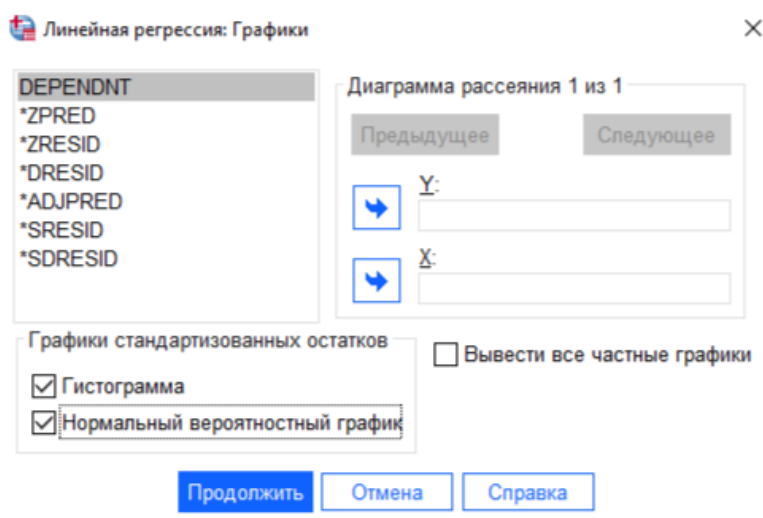 Линейная регрессия: Графики
DEPENDNT
*ZPRED
*ZRESID
*DRESID
*ADJPRED
*SRESID
*SDRESID
Диаграмма рассеяния 1 из 1
Предыдущее
Следующее
Y:
X:
Графики стандартизованных остатков
Гистограмма
Нормальный вероятностный график
Вывести все частные графики
Продолжить
Отмена
Справка